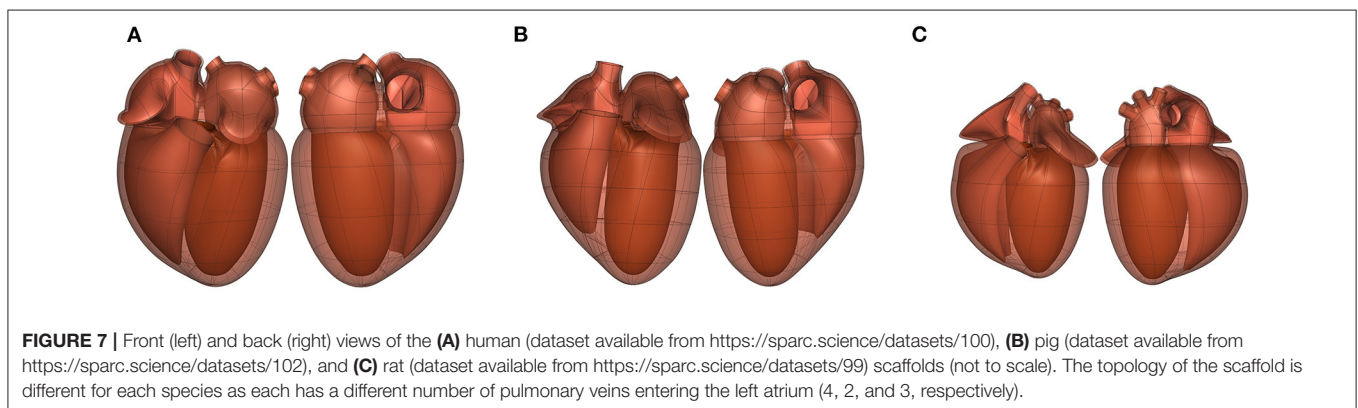 A
B
C
FIGURE 7 | Front (left) and back (right) views of the (A) human (dataset available from https://sparc.science/datasets/100), (B) pig (dataset available from
https://sparc.science/datasets/102), and (C) rat (dataset available from https://sparc.science/datasets/99) scaffolds (not to scale). The topology of the scaffold is
different for each species as each has a different number of pulmonary veins entering the left atrium (4, 2, and 3, respectively).